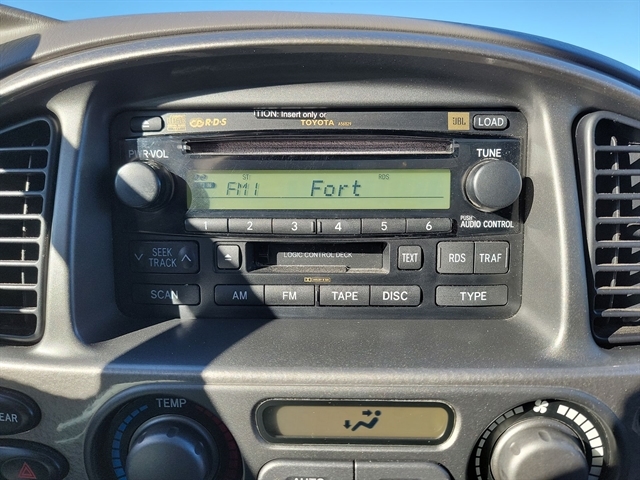 TION: Insert only or
CD R·D·S TOYOTA JBL LOAD
PWR·VOL ST RDS TUNE
FM1 Fort
1 2 3 4 5 6
PUSH- AUDIO CONTROL
SEEK TRACK LOGIC CONTROL DECK TEXT RDS TRAF
SCAN AM FM TAPE DISC TYPE
EAR TEMP
AUTO